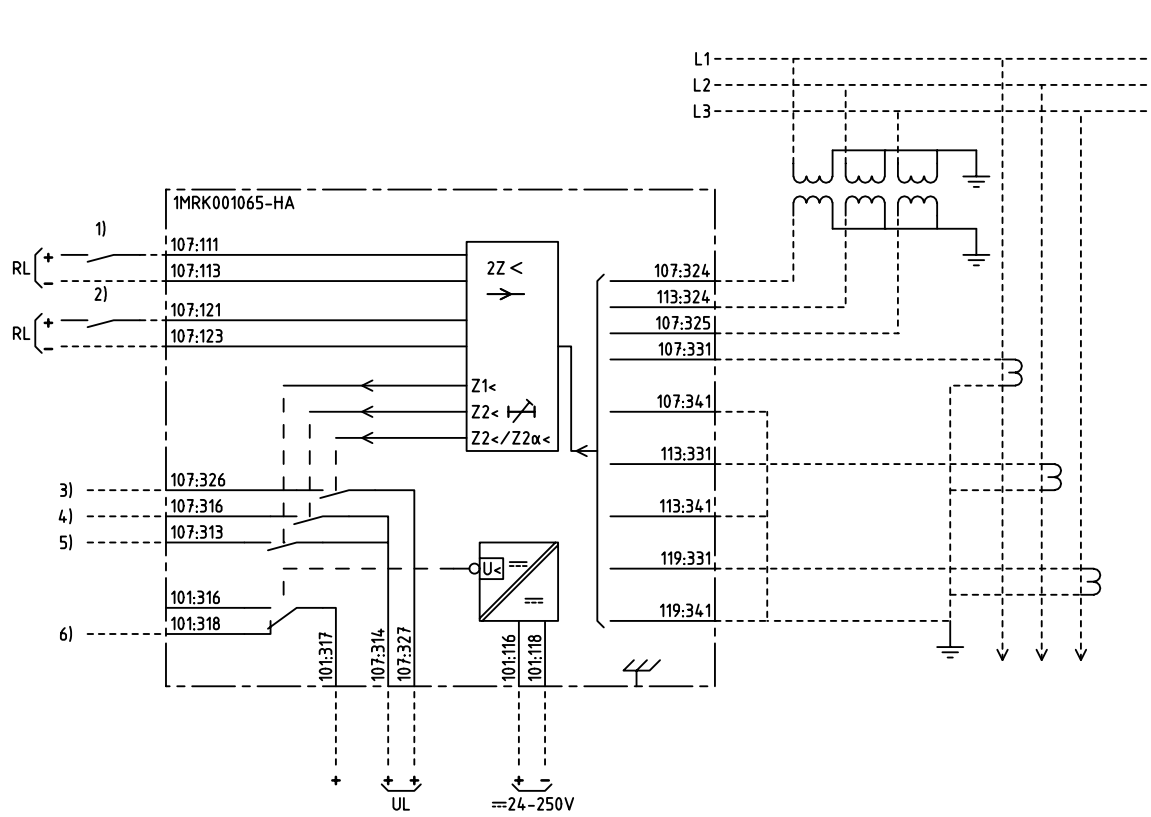 L1
L2
L3
1MRK001065-HA
1)
107:111
RL + -
107:113
2)
107:121
RL + -
107:123
2Z <
107:324
113:324
107:325
107:331
Z1<
107:341
Z2<
Z2</Z2α<
113:331
3) 107:326
4) 107:316
113:341
5) 107:313
119:331
U<
101:316
119:341
6) 101:318
101:317
107:314
107:327
101:116
101:118
+ + + + -
UL
24-250V